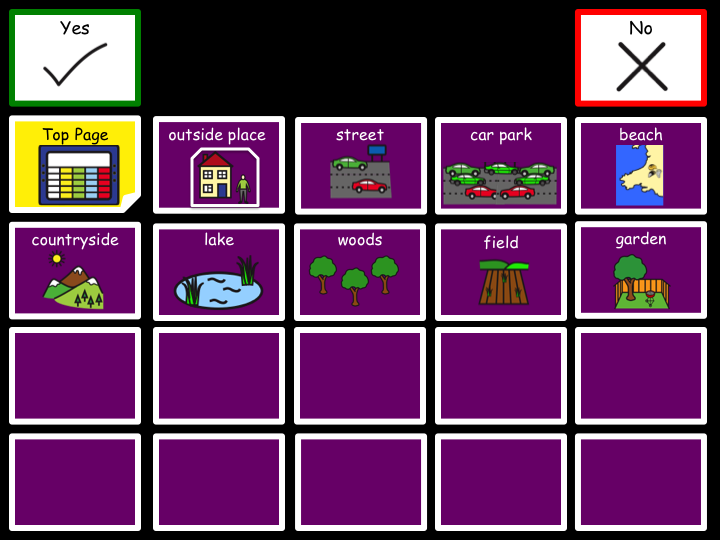 Yes
No
Top Page
outside place
street
car park
beach
countryside
lake
woods
field
garden